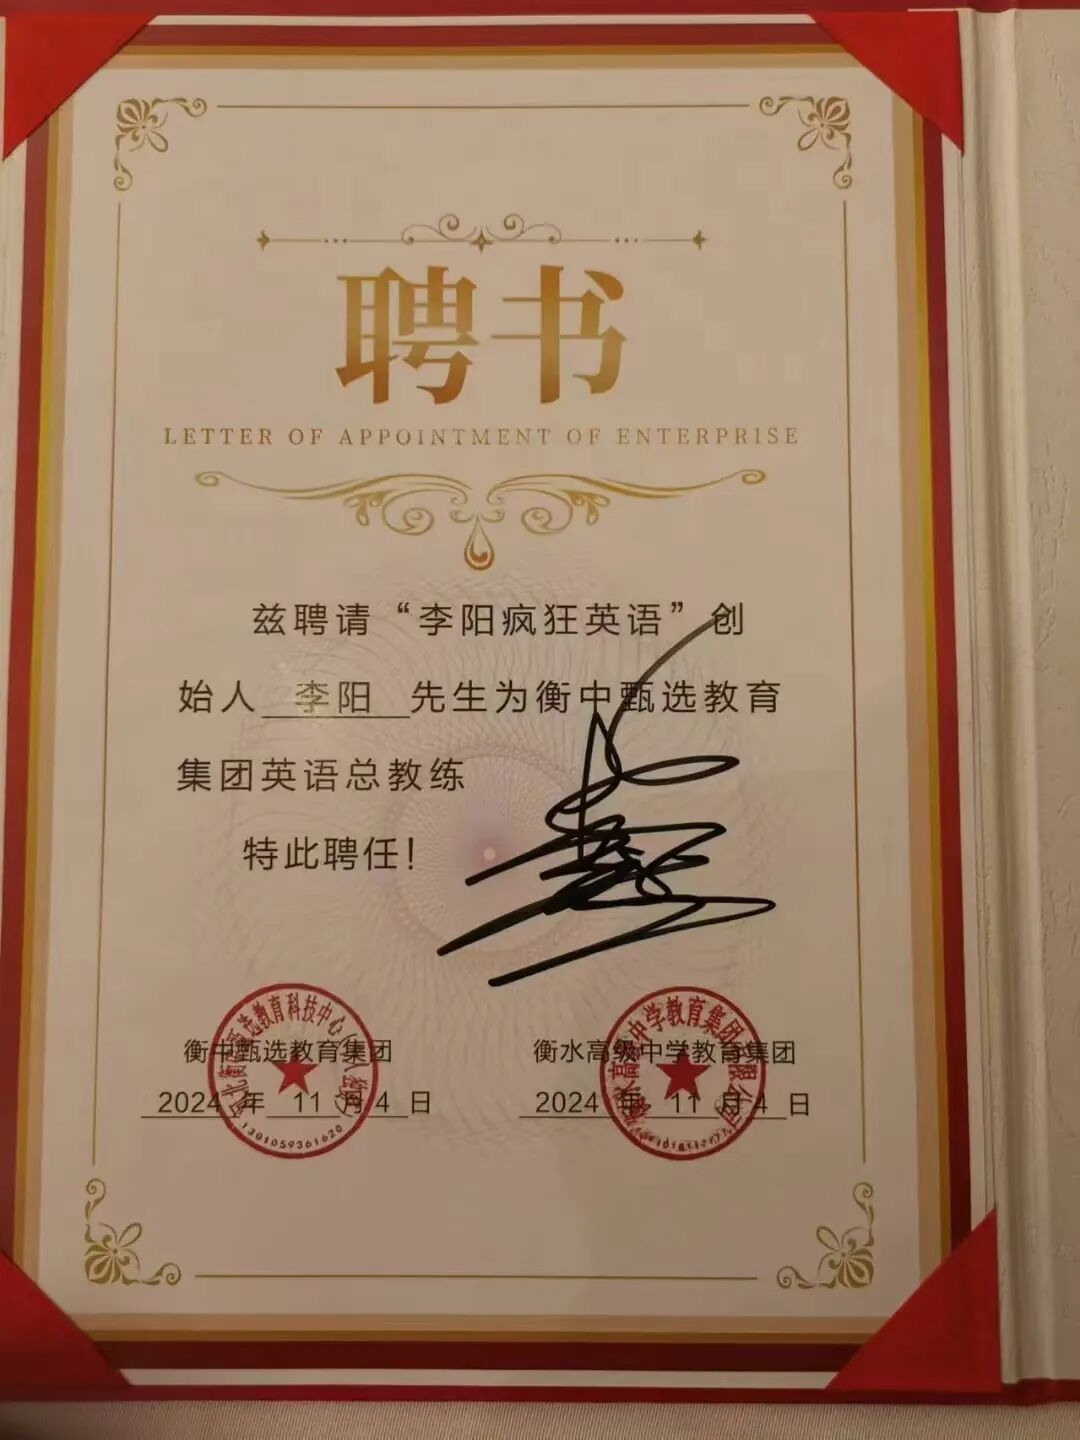 聘书
LETTER OF APPOINTMENT OF ENTERPRISE
兹聘请“李阳疯狂英语”创
始人 李阳 先生为衡中甄选教育
集团英语总教练
特此聘任！
衡中甄选教育集团
2024 年 11 月 4 日
1301059361620
衡水高级中学教育集团
2024 年 11 月 4 日